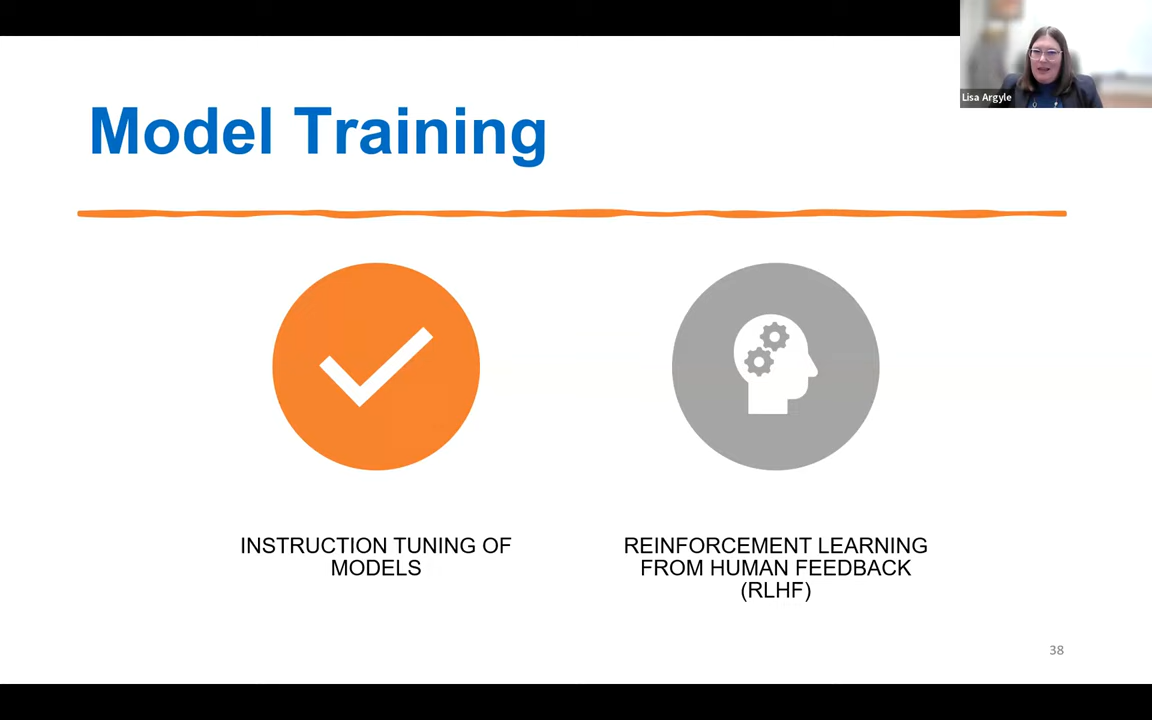 Lisa Argyle
Model Training
INSTRUCTION TUNING OF
MODELS
REINFORCEMENT LEARNING
FROM HUMAN FEEDBACK
(RLHF)
38